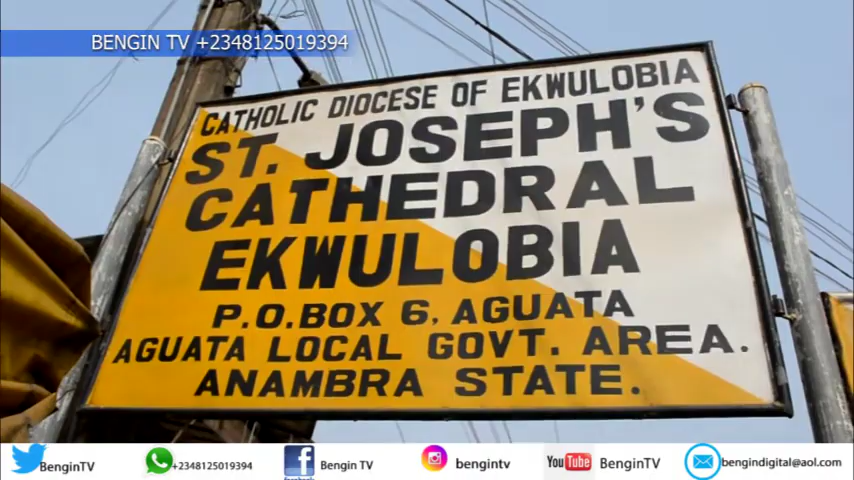 BENGIN TV +2348125019394
CATHOLIC DIOCESE OF EKWULOBIA
ST. JOSEPH'S
CATHEDRAL
EKWULOBIA
P.O.BOX 6, AGUATA
AGUATA LOCAL GOVT. AREA.
ANAMBRA STATE.
BenginTV +2348125019394 Bengin TV bengintv YouTube BenginTV bengindigital@aol.com
facebook